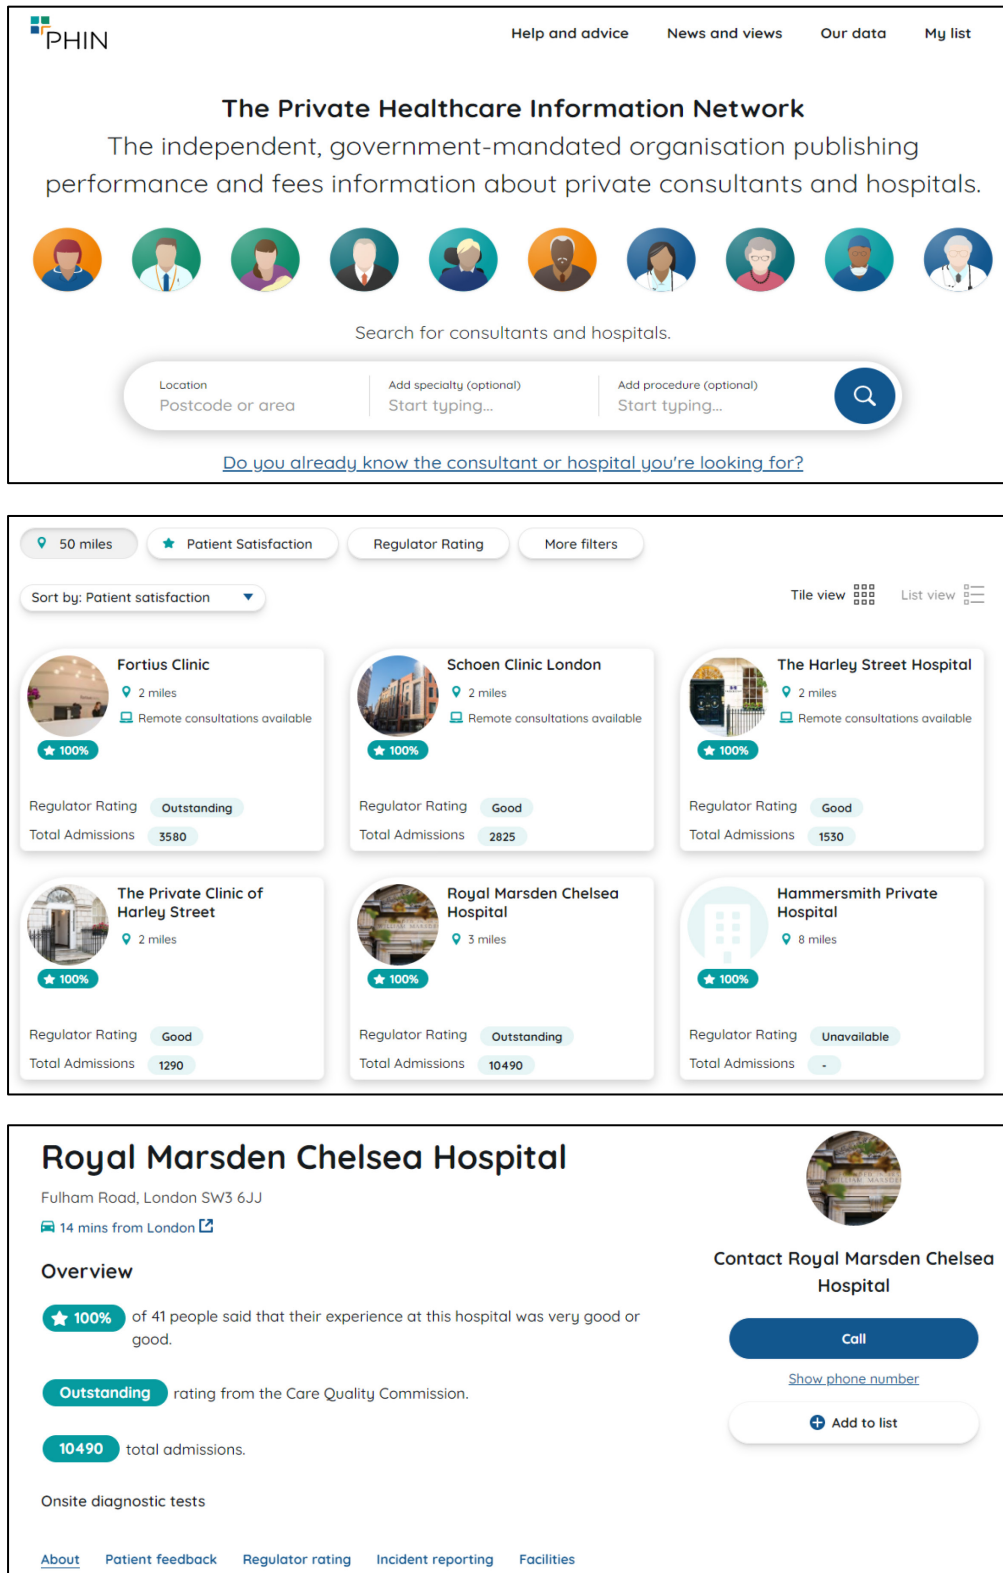 PHIN
Help and advice News and views Our data My list
The Private Healthcare Information Network
The independent, government-mandated organisation publishing
performance and fees information about private consultants and hospitals.
Search for consultants and hospitals.
Location Add specialty (optional) Add procedure (optional)
Postcode or area Start typing... Start typing...
Do you already know the consultant or hospital you're looking for?
50 miles Patient Satisfaction Regulator Rating More filters
Sort by: Patient satisfaction Tile view List view
Fortius Clinic
2 miles
Remote consultations available
100%
Regulator Rating Outstanding
Total Admissions 3580
Schoen Clinic London
2 miles
Remote consultations available
100%
Regulator Rating Good
Total Admissions 2825
The Harley Street Hospital
2 miles
Remote consultations available
100%
Regulator Rating Good
Total Admissions 1530
The Private Clinic of
Harley Street
2 miles
100%
Regulator Rating Good
Total Admissions 1290
Royal Marsden Chelsea
Hospital
3 miles
100%
Regulator Rating Outstanding
Total Admissions 10490
Hammersmith Private
Hospital
8 miles
100%
Regulator Rating Unavailable
Total Admissions -
Royal Marsden Chelsea Hospital
Fulham Road, London SW3 6JJ
14 mins from London
Overview
100% of 41 people said that their experience at this hospital was very good or
good.
Outstanding rating from the Care Quality Commission.
10490 total admissions.
Onsite diagnostic tests
About Patient feedback Regulator rating Incident reporting Facilities
Contact Royal Marsden Chelsea
Hospital
Call
Show phone number
Add to list